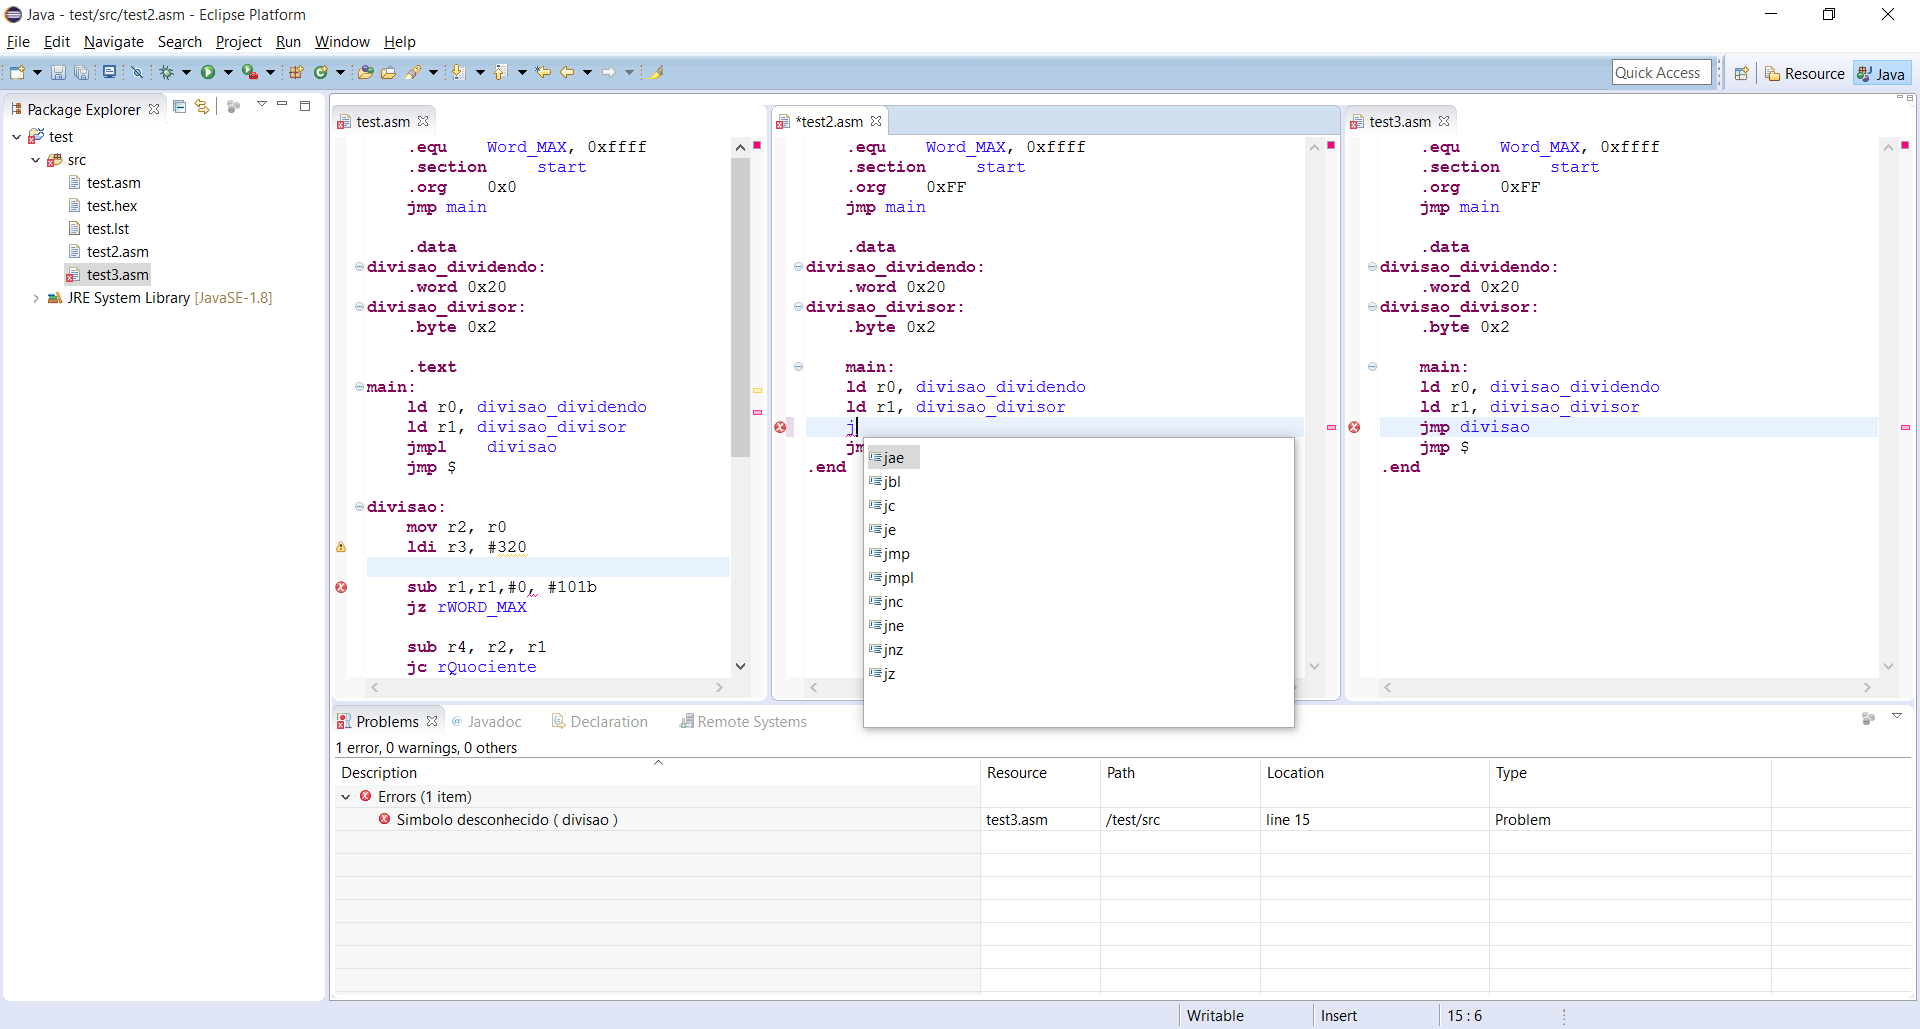 Java - test/src/test2.asm - Eclipse Platform
File Edit Navigate Search Project Run Window Help
Quick Access
Resource
Java
Package Explorer
test
src
test.asm
test.hex
test.lst
test2.asm
test3.asm
JRE System Library [JavaSE-1.8]
test.asm
.equ Word_MAX, 0xffff
.section start
.org 0x0
jmp main
.data
divisao_dividendo:
.word 0x20
divisao_divisor:
.byte 0x2
.text
main:
ld r0, divisao_dividendo
ld r1, divisao_divisor
jmpl divisao
jmp $
divisao:
mov r2, r0
ldi r3, #320
sub r1,r1,#0, #101b
jz rWORD_MAX
sub r4, r2, r1
jc rQuociente
*test2.asm
.equ Word_MAX, 0xffff
.section start
.org 0xFF
jmp main
.data
divisao_dividendo:
.word 0x20
divisao_divisor:
.byte 0x2
main:
ld r0, divisao_dividendo
ld r1, divisao_divisor
j
.end
jae
jbl
jc
je
jmp
jmpl
jnc
jne
jnz
jz
test3.asm
.equ Word_MAX, 0xffff
.section start
.org 0xFF
jmp main
.data
divisao_dividendo:
.word 0x20
divisao_divisor:
.byte 0x2
main:
ld r0, divisao_dividendo
ld r1, divisao_divisor
jmp divisao
jmp $
.end
Problems
@ Javadoc
Declaration
Remote Systems
1 error, 0 warnings, 0 others
Description Resource Path Location Type
Errors (1 item)
Simbolo desconhecido ( divisao ) test3.asm /test/src line 15 Problem
Writable Insert 15 : 6